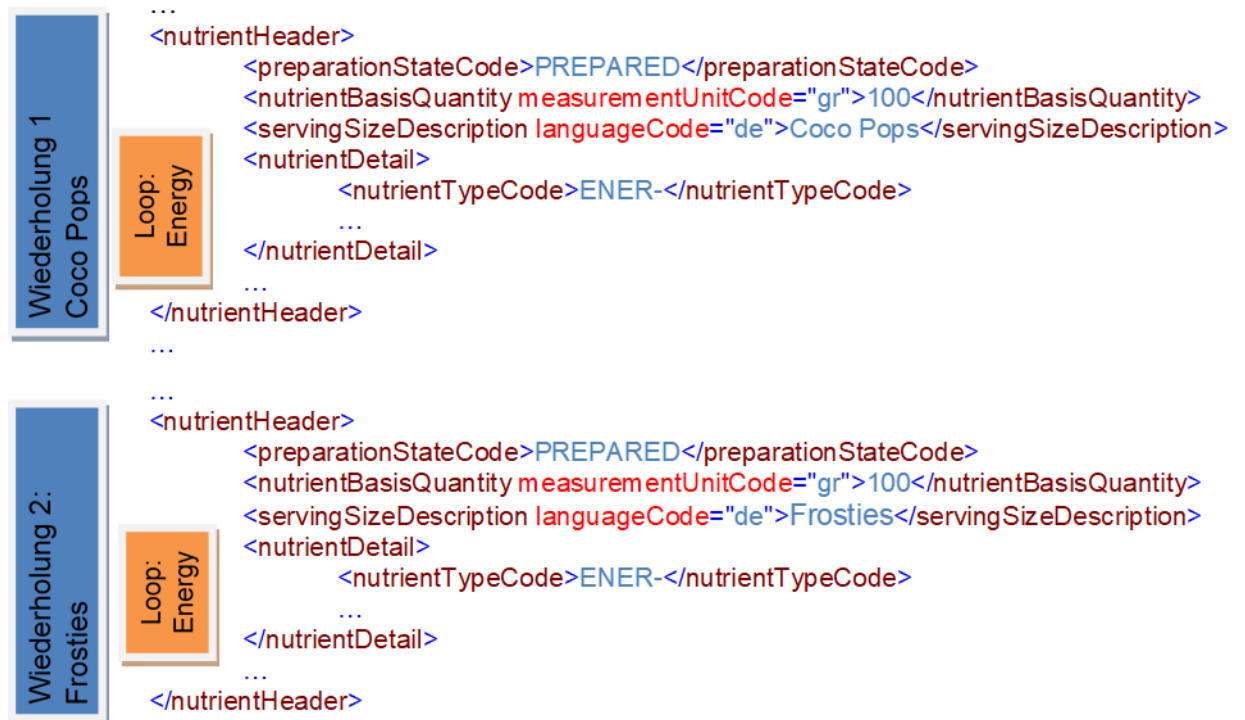 ...
<nutrientHeader>
<preparationStateCode>PREPARED</preparationStateCode>
<nutrientBasisQuantity measurementUnitCode="gr">100</nutrientBasisQuantity>
<servingSizeDescription languageCode="de">Coco Pops</servingSizeDescription>
<nutrientDetail>
<nutrientTypeCode>ENER-</nutrientTypeCode>
...
</nutrientDetail>
...
</nutrientHeader>
...
Wiederholung 1
Coco Pops
Loop:
Energy
...
<nutrientHeader>
<preparationStateCode>PREPARED</preparationStateCode>
<nutrientBasisQuantity measurementUnitCode="gr">100</nutrientBasisQuantity>
<servingSizeDescription languageCode="de">Frosties</servingSizeDescription>
<nutrientDetail>
<nutrientTypeCode>ENER-</nutrientTypeCode>
...
</nutrientDetail>
...
</nutrientHeader>
Wiederholung 2:
Frosties
Loop:
Energy